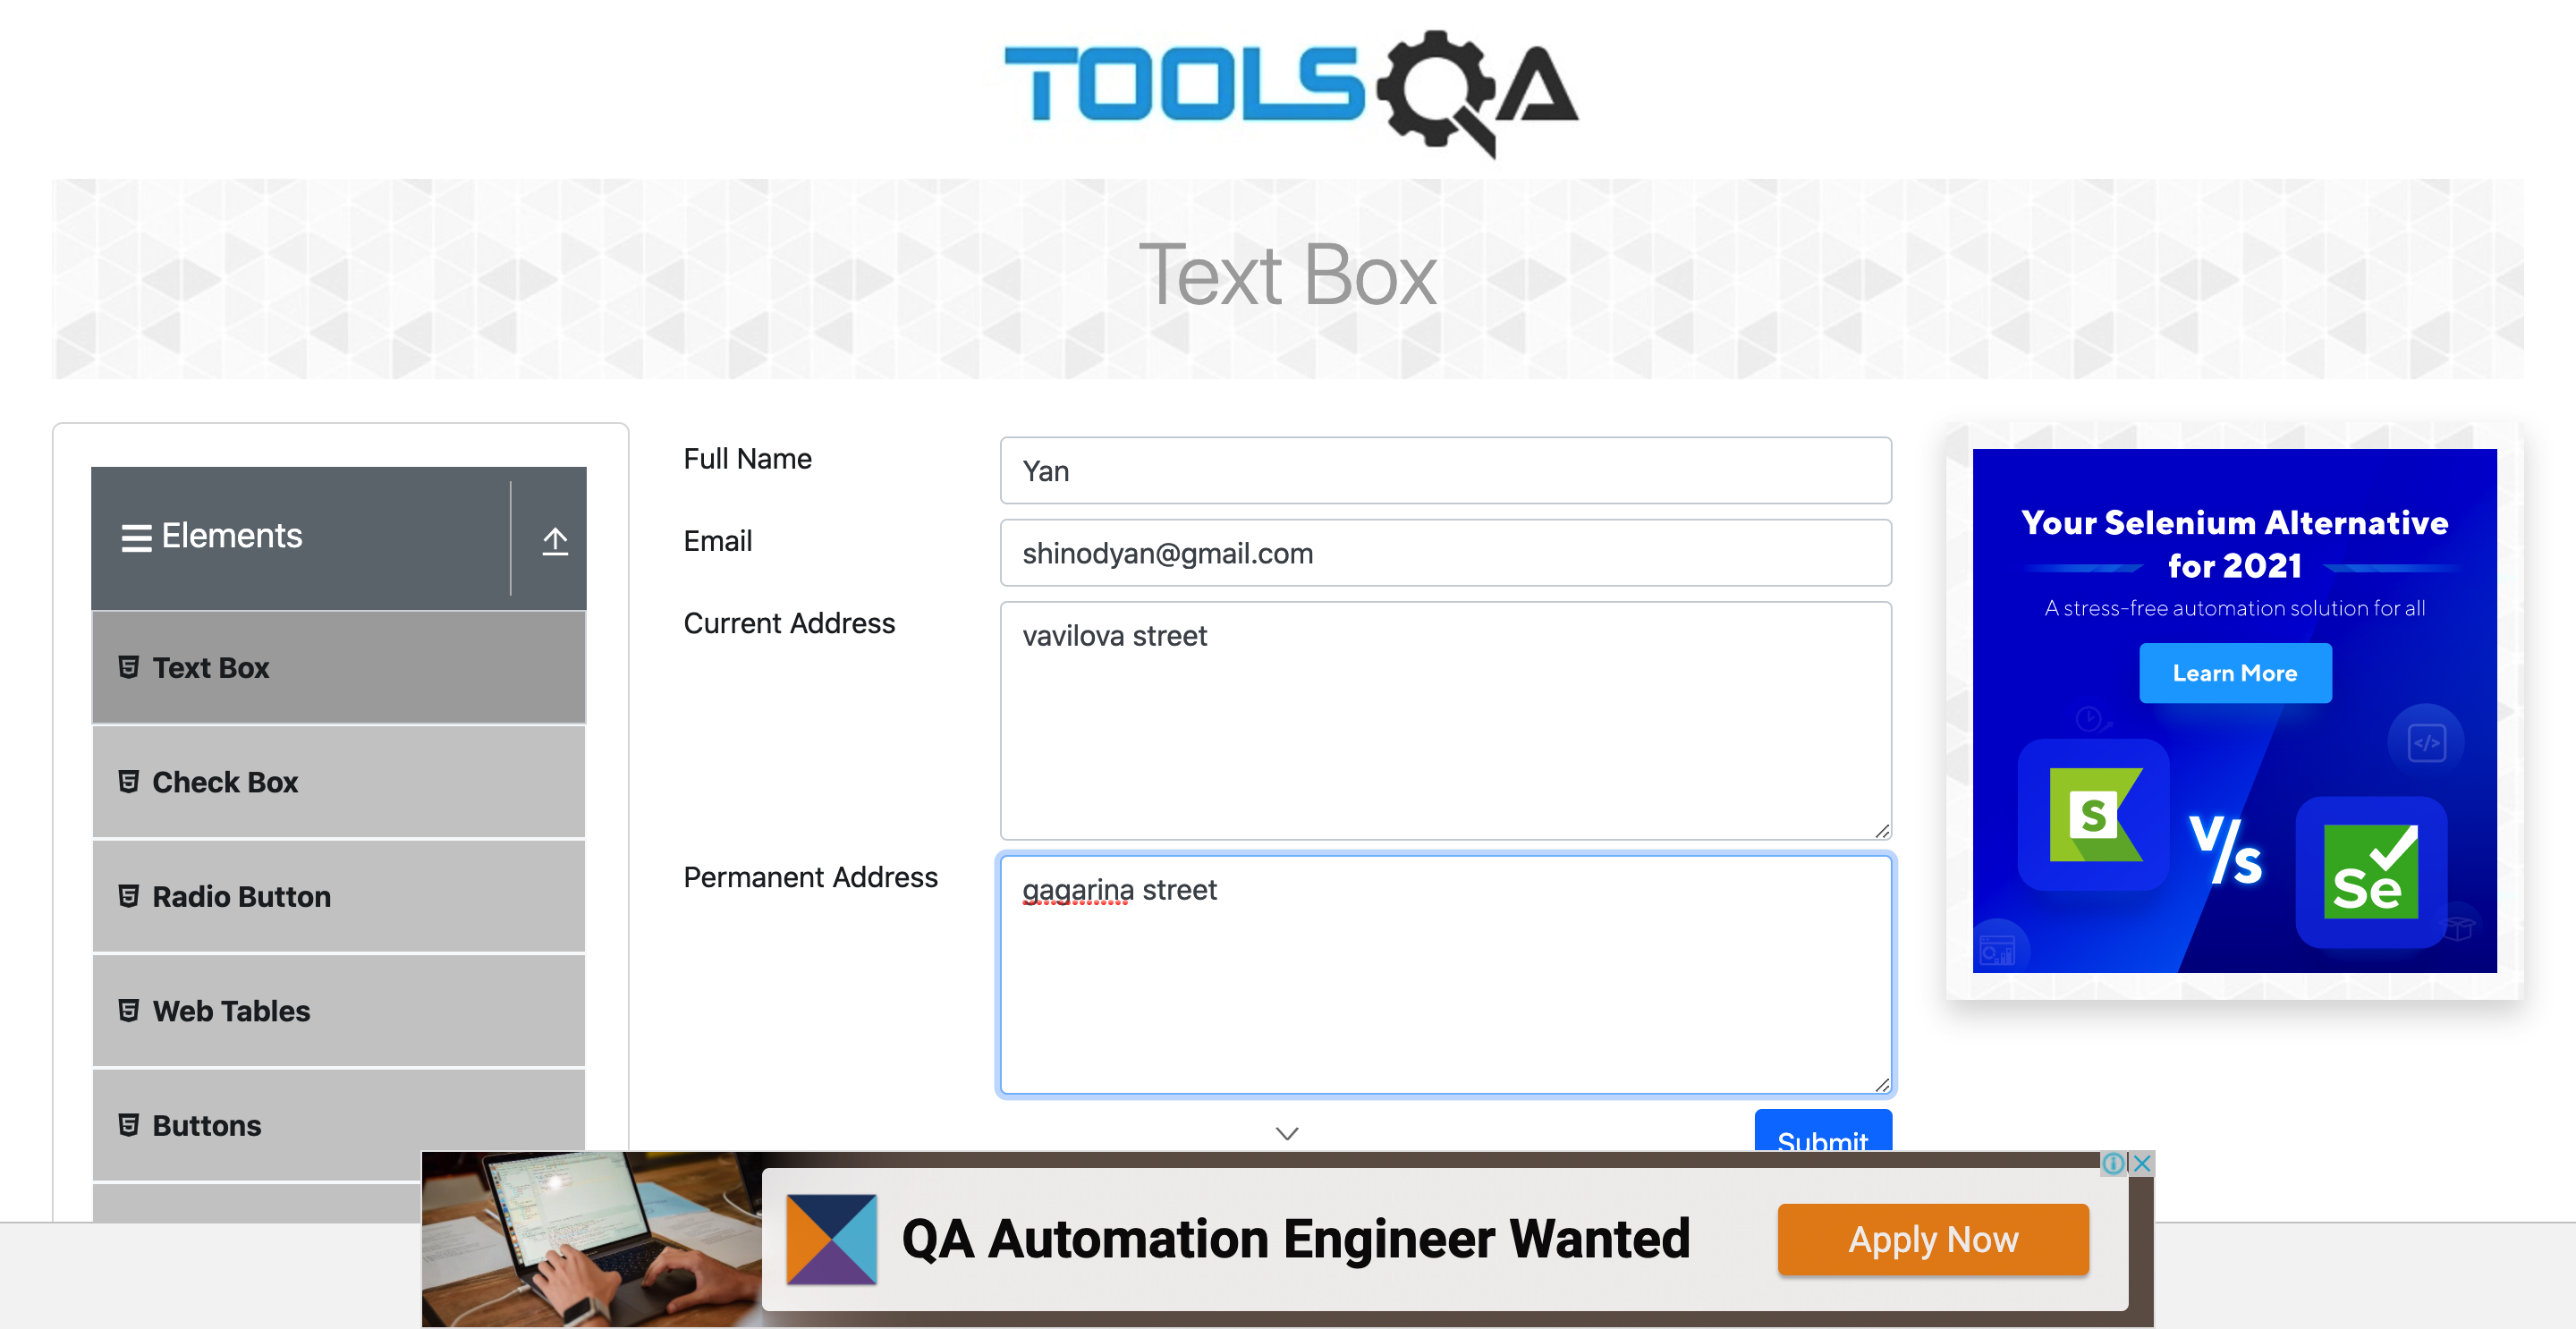 TOOLSQA
Text Box
Elements
Text Box
Check Box
Radio Button
Web Tables
Buttons
Full Name
Yan
Email
shinodyan@gmail.com
Current Address
vavilova street
Permanent Address
gagarina street
Submit
Your Selenium Alternative
for 2021
A stress-free automation solution for all
Learn More
S
V/s
Se
QA Automation Engineer Wanted
Apply Now